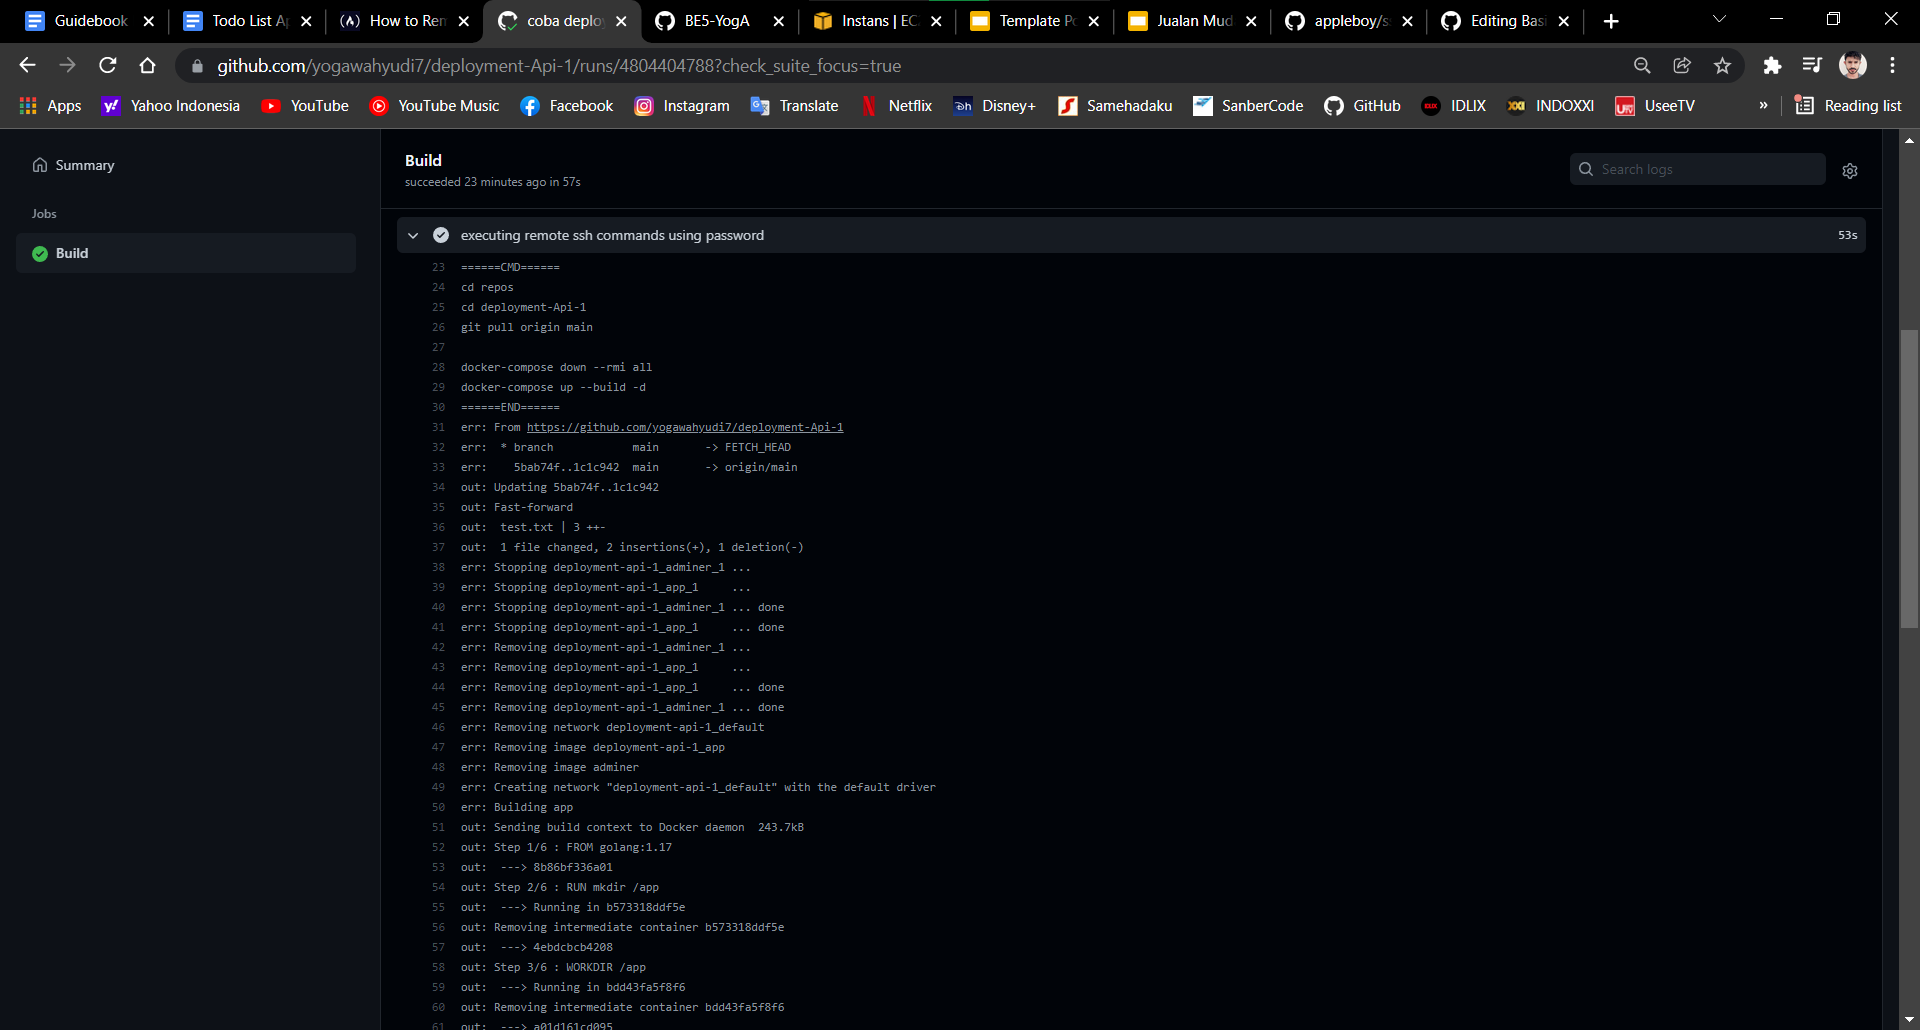 Guidebook
Todo List A
How to Rem
coba deplo
BE5-YogA
Instans | EC
Template Po
Jualan Mud
appleboy/s
Editing Basi
github.com/yogawahyudi7/deployment-Api-1/runs/4804404788?check_suite_focus=true
Apps
Yahoo Indonesia
YouTube
YouTube Music
Facebook
Instagram
Translate
Netflix
Disney+
Samehadaku
SanberCode
GitHub
IDLIX
INDOXXI
UseeTV
»
Reading list
Summary
Jobs
Build
Build
succeeded 23 minutes ago in 57s
Search logs
executing remote ssh commands using password
53s
23 ======CMD======
24 cd repos
25 cd deployment-Api-1
26 git pull origin main
27
28 docker-compose down --rmi all
29 docker-compose up --build -d
30 ======END======
31 err: From https://github.com/yogawahyudi7/deployment-Api-1
32 err:  * branch            main       -> FETCH_HEAD
33 err:    5bab74f..1c1c942  main       -> origin/main
34 out: Updating 5bab74f..1c1c942
35 out: Fast-forward
36 out:  test.txt | 3 ++-
37 out:  1 file changed, 2 insertions(+), 1 deletion(-)
38 err: Stopping deployment-api-1_adminer_1 ...
39 err: Stopping deployment-api-1_app_1     ...
40 err: Stopping deployment-api-1_adminer_1 ... done
41 err: Stopping deployment-api-1_app_1     ... done
42 err: Removing deployment-api-1_adminer_1 ...
43 err: Removing deployment-api-1_app_1     ...
44 err: Removing deployment-api-1_app_1     ... done
45 err: Removing deployment-api-1_adminer_1 ... done
46 err: Removing network deployment-api-1_default
47 err: Removing image deployment-api-1_app
48 err: Removing image adminer
49 err: Creating network "deployment-api-1_default" with the default driver
50 err: Building app
51 out: Sending build context to Docker daemon  243.7kB
52 out: Step 1/6 : FROM golang:1.17
53 out:  ---> 8b86bf336a01
54 out: Step 2/6 : RUN mkdir /app
55 out:  ---> Running in b573318ddf5e
56 out: Removing intermediate container b573318ddf5e
57 out:  ---> 4ebdcbcb4208
58 out: Step 3/6 : WORKDIR /app
59 out:  ---> Running in bdd43fa5f8f6
60 out: Removing intermediate container bdd43fa5f8f6
61 out:  ---> a01d161cd095